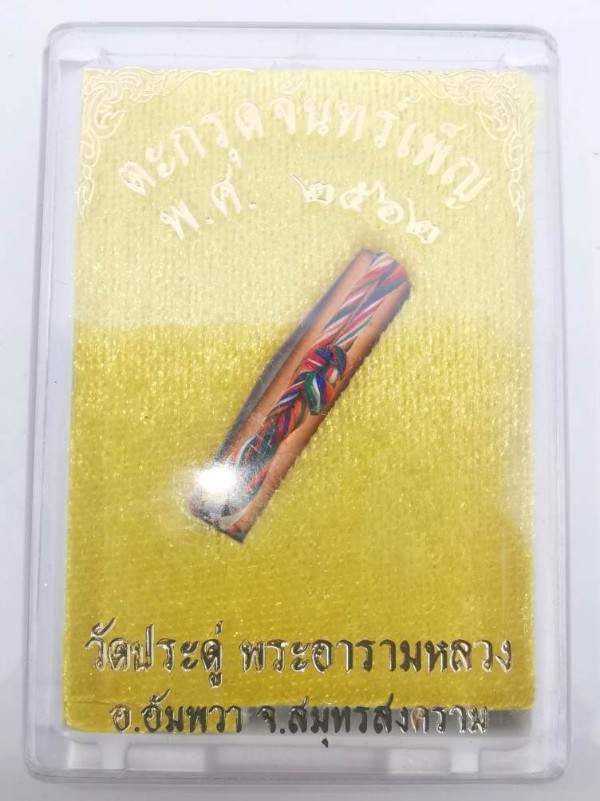 ตะกรุดจันทร์เพ็ญ
พ.ศ. ๒๕๖๒
วัดประดู่ พระอารามหลวง
อ.อัมพวา จ.สมุทรสงคราม